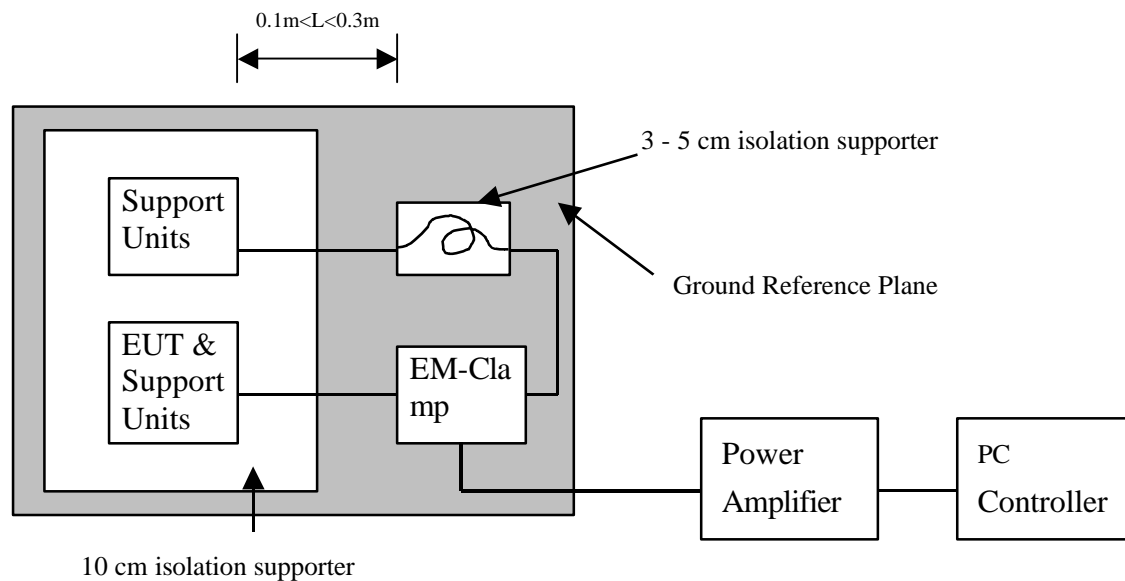 0.1m<L<0.3m
3 - 5 cm isolation supporter
Support
Units
Ground Reference Plane
EUT &
Support
Units
EM-Cla
mp
Power
Amplifier
PC
Controller
10 cm isolation supporter